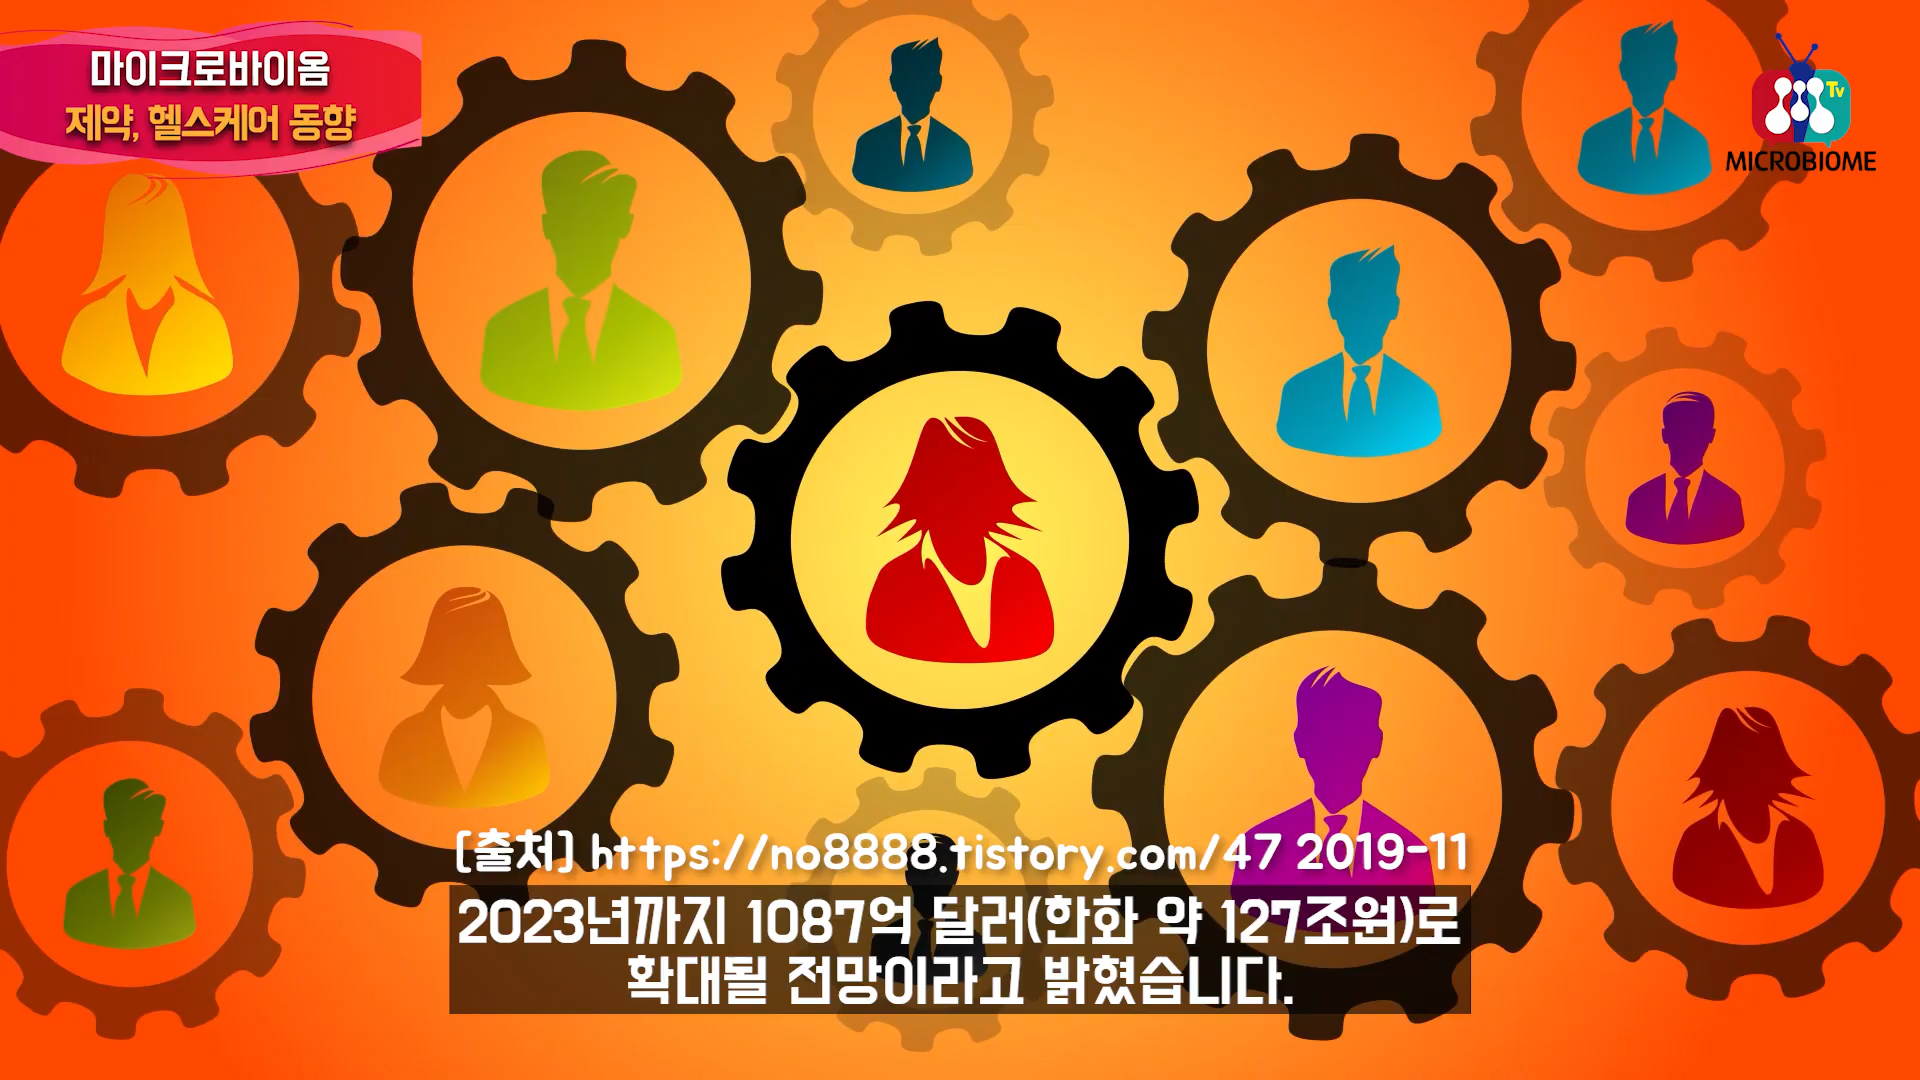 마이크로바이옴
제약, 헬스케어 동향
Tv
MICROBIOME
[출처] https://no8888.tistory.com/47 2019-11
2023년까지 1087억 달러(한화 약 127조원)로
확대될 전망이라고 밝혔습니다.